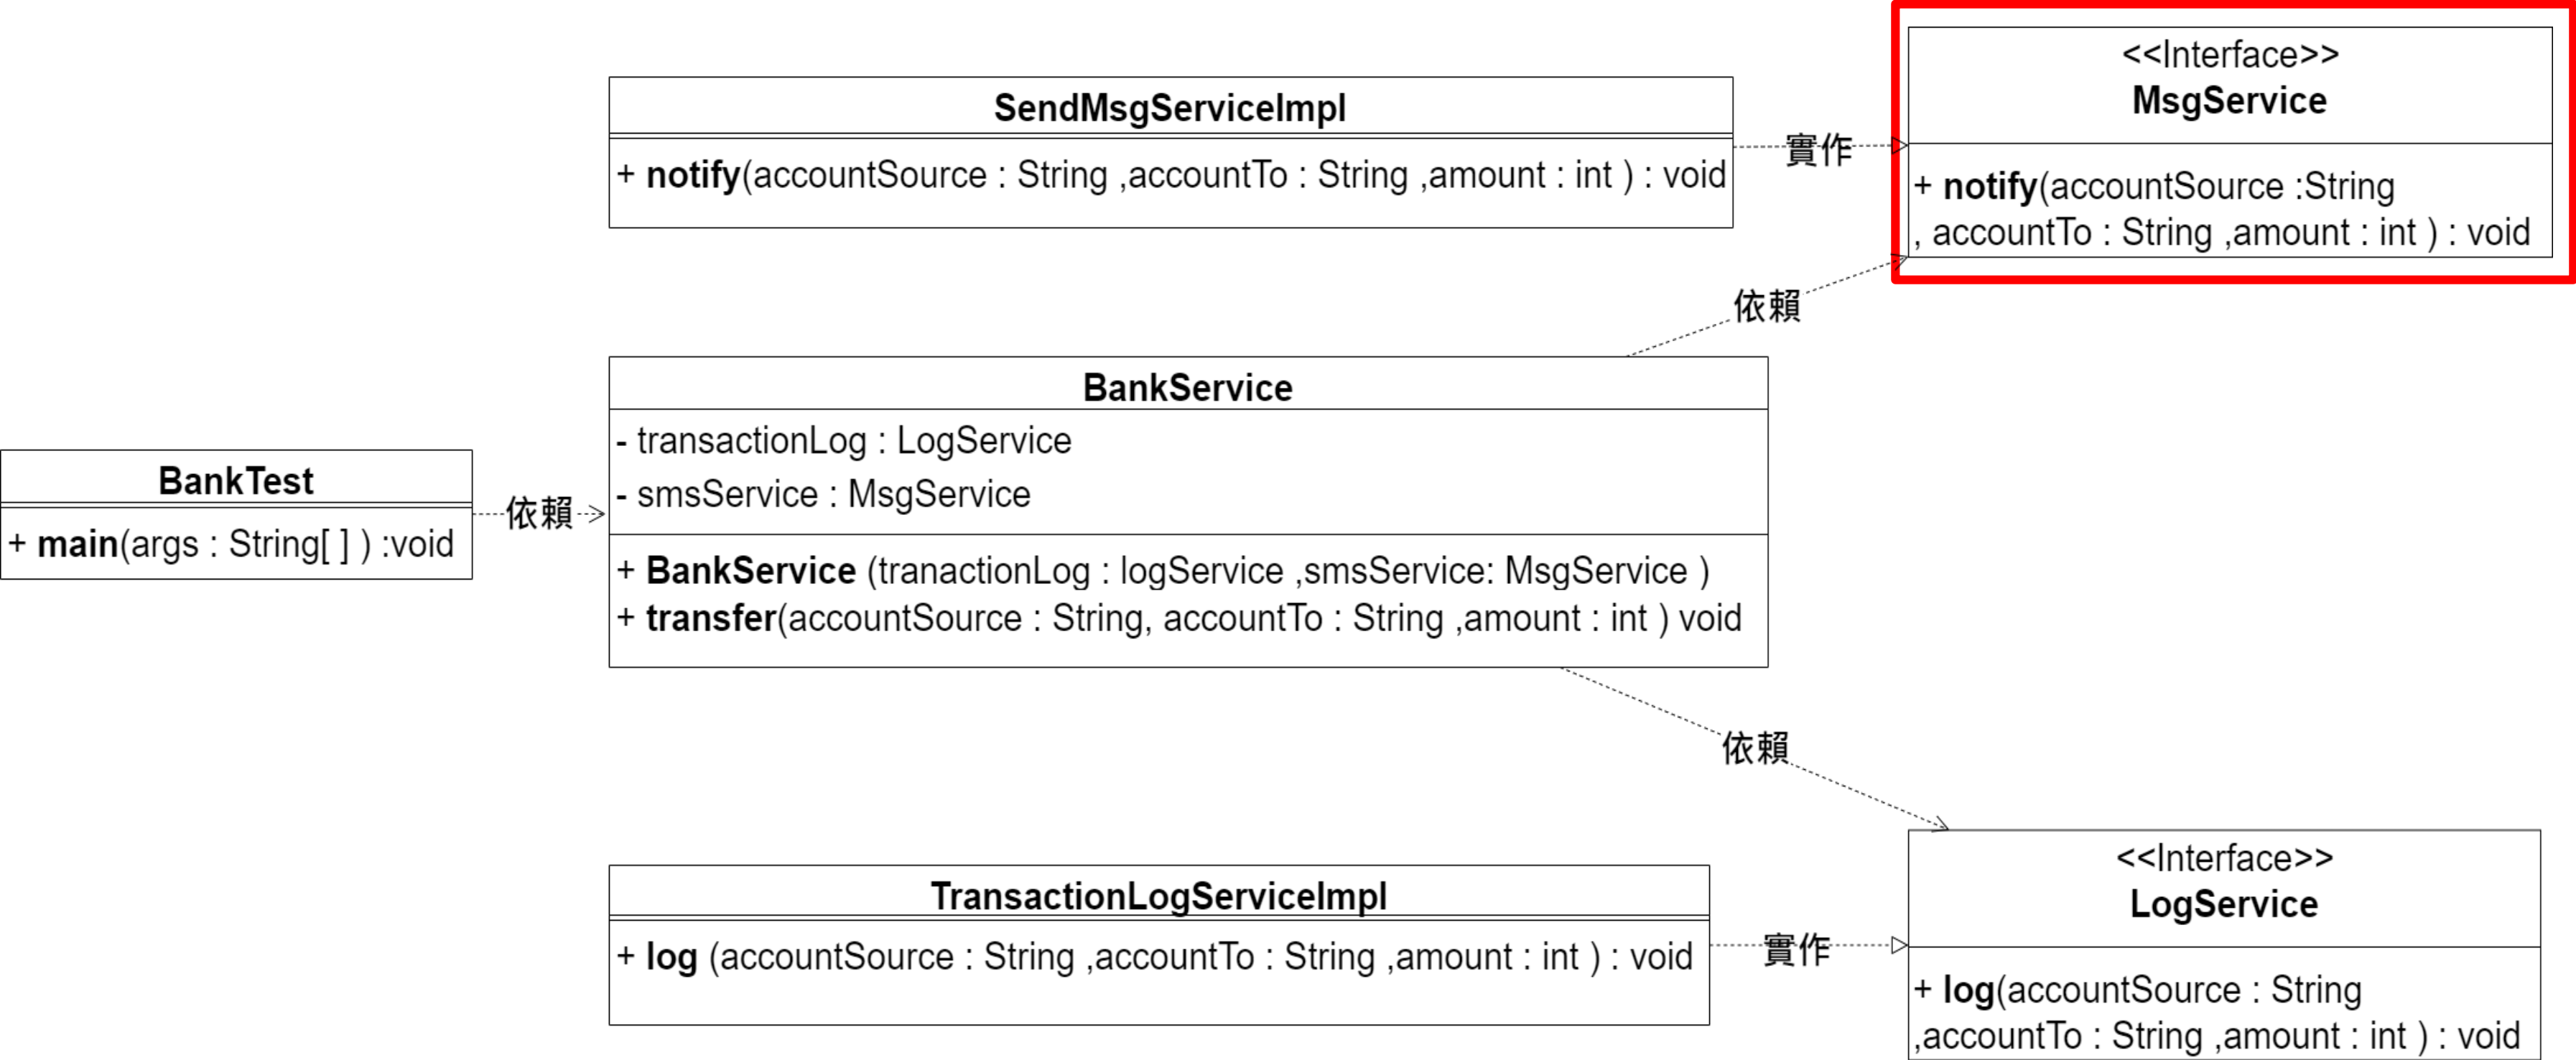 <<Interface>>
MsgService
+ notify(accountSource :String
, accountTo : String ,amount : int ) : void
SendMsgServiceImpl
+ notify(accountSource : String ,accountTo : String ,amount : int ) : void
實作
依賴
BankService
- transactionLog : LogService
- smsService : MsgService
+ BankService (tranactionLog : logService ,smsService: MsgService )
+ transfer(accountSource : String, accountTo : String ,amount : int ) void
BankTest
+ main(args : String[ ] ) :void
依賴
依賴
TransactionLogServiceImpl
+ log (accountSource : String ,accountTo : String ,amount : int ) : void
實作
<<Interface>>
LogService
+ log(accountSource : String
,accountTo : String ,amount : int ) : void